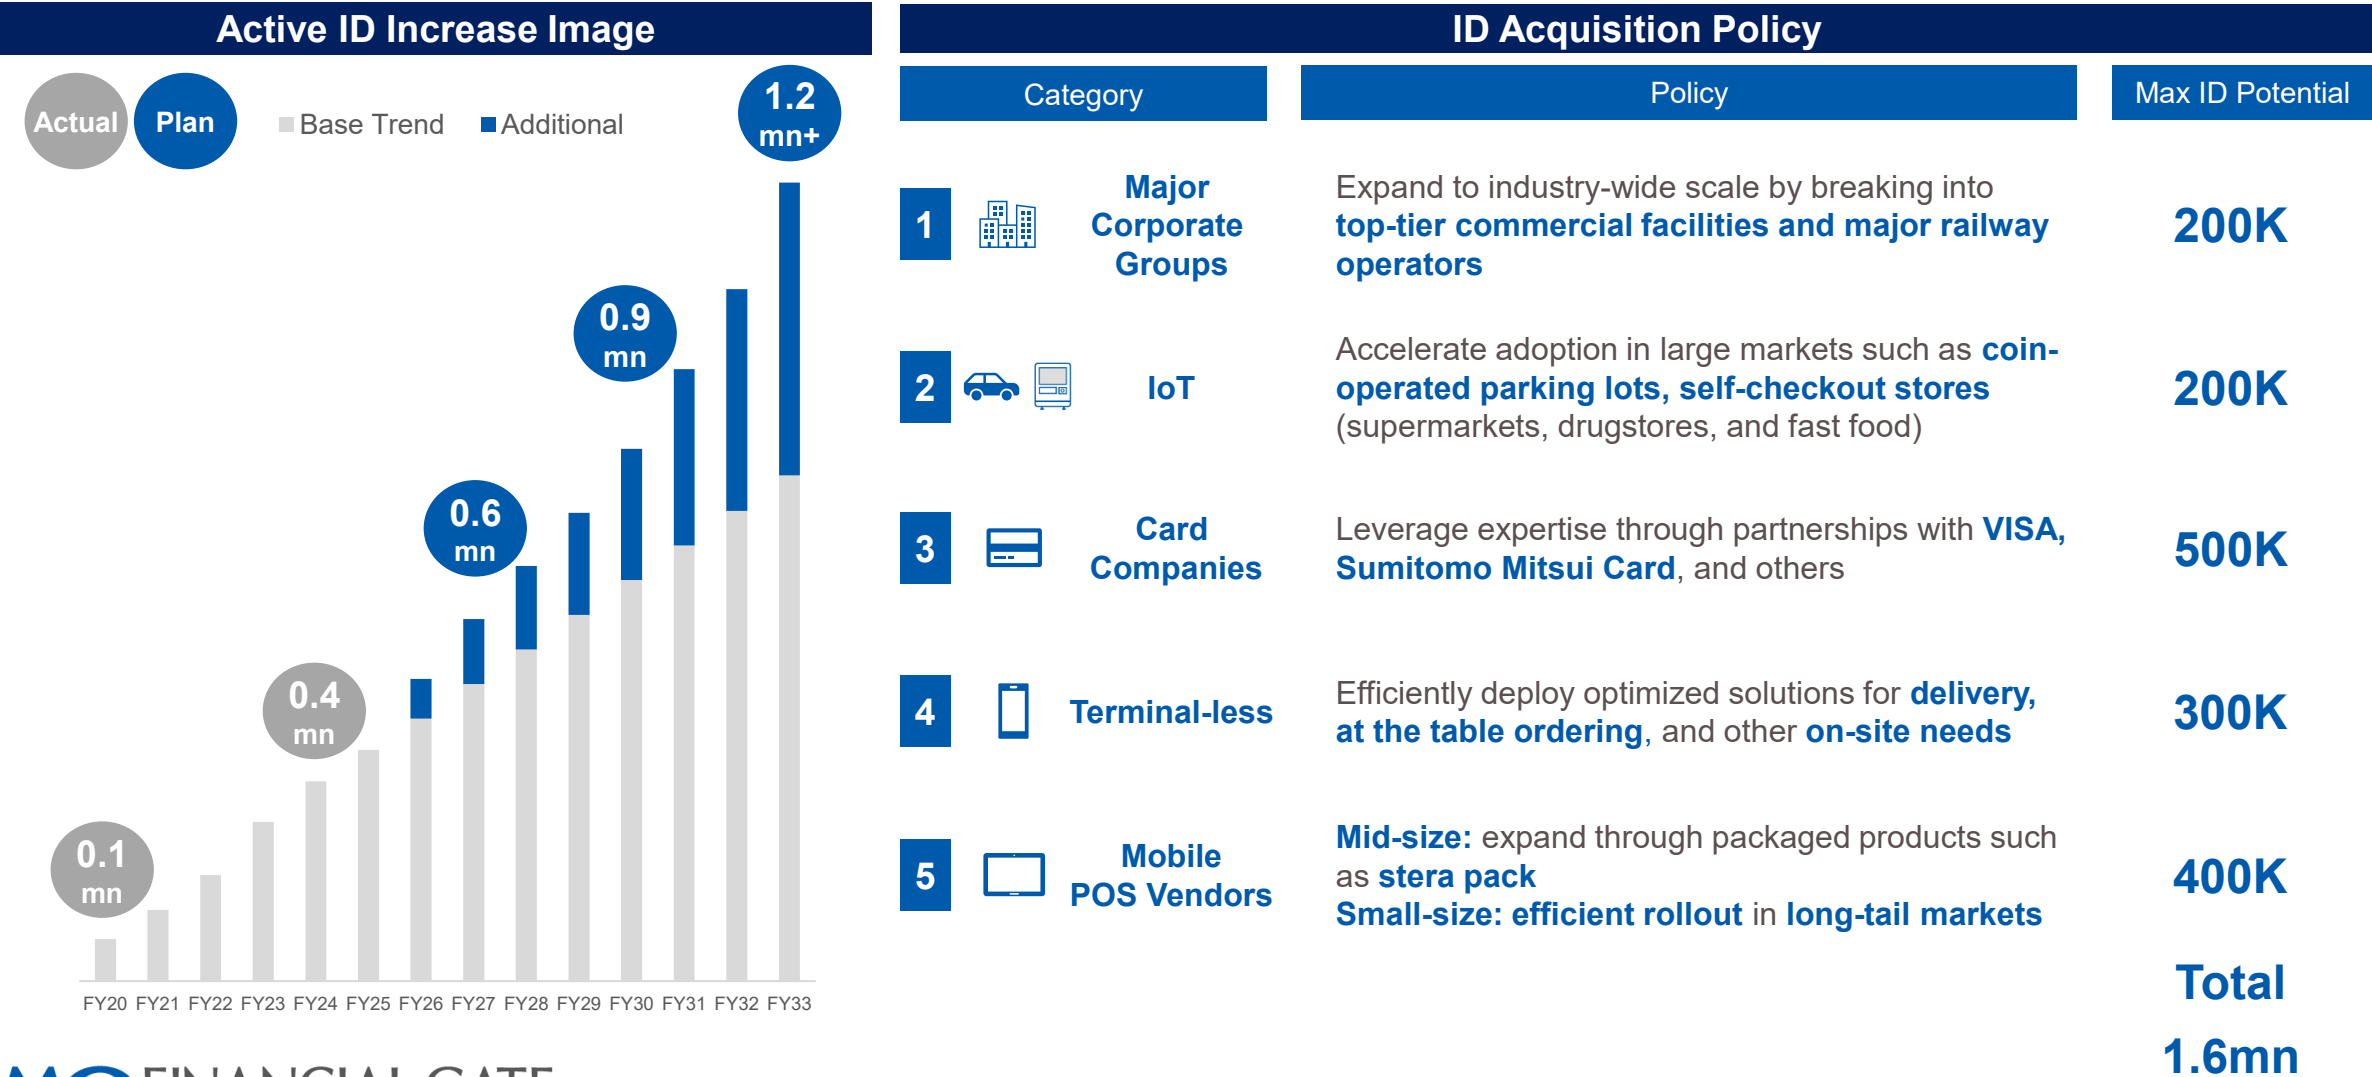 Active ID Increase Image
Actual
Plan
Base Trend
Additional
1.2
mn+
0.9
mn
0.6
mn
0.4
mn
0.1
mn
FY20 FY21 FY22 FY23 FY24 FY25 FY26 FY27 FY28 FY29 FY30 FY31 FY32 FY33
FINANCIAL GATE
ID Acquisition Policy
Category
Policy
Max ID Potential
1
Major
Corporate
Groups
Expand to industry-wide scale by breaking into
top-tier commercial facilities and major railway
operators
200K
2
IoT
Accelerate adoption in large markets such as coin-
operated parking lots, self-checkout stores
(supermarkets, drugstores, and fast food)
200K
3
Card
Companies
Leverage expertise through partnerships with VISA,
Sumitomo Mitsui Card, and others
500K
4
Terminal-less
Efficiently deploy optimized solutions for delivery,
at the table ordering, and other on-site needs
300K
5
Mobile
POS Vendors
Mid-size: expand through packaged products such
as stera pack
Small-size: efficient rollout in long-tail markets
400K
Total
1.6mn